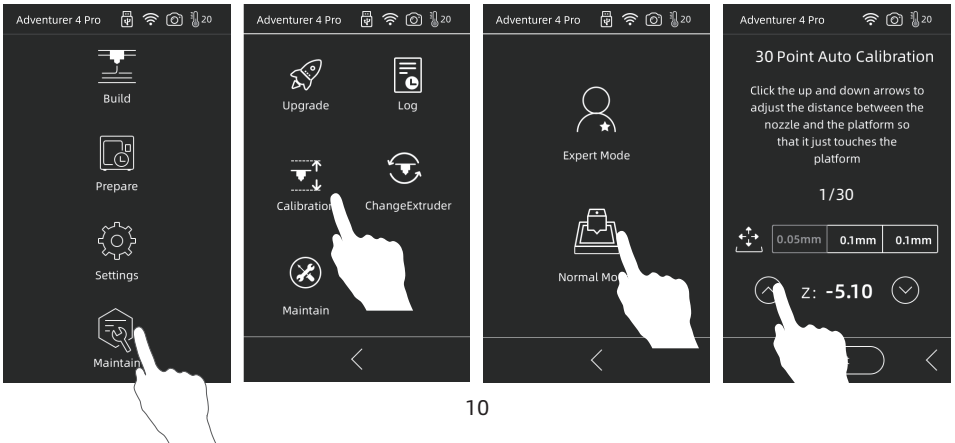 Adventurer 4 Pro 20
Build
Prepare
Settings
Maintain
Adventurer 4 Pro 20
Upgrade Log
Calibration ChangeExtruder
Maintain
Adventurer 4 Pro 20
Expert Mode
Normal
Adventurer 4 Pro 20
30 Point Auto Calibration
Click the up and down arrows to
adjust the distance between the
nozzle and the platform so
that it just touches the
platform
1/30
0.05mm 0.1mm 0.1mm
Z: -5.10
10